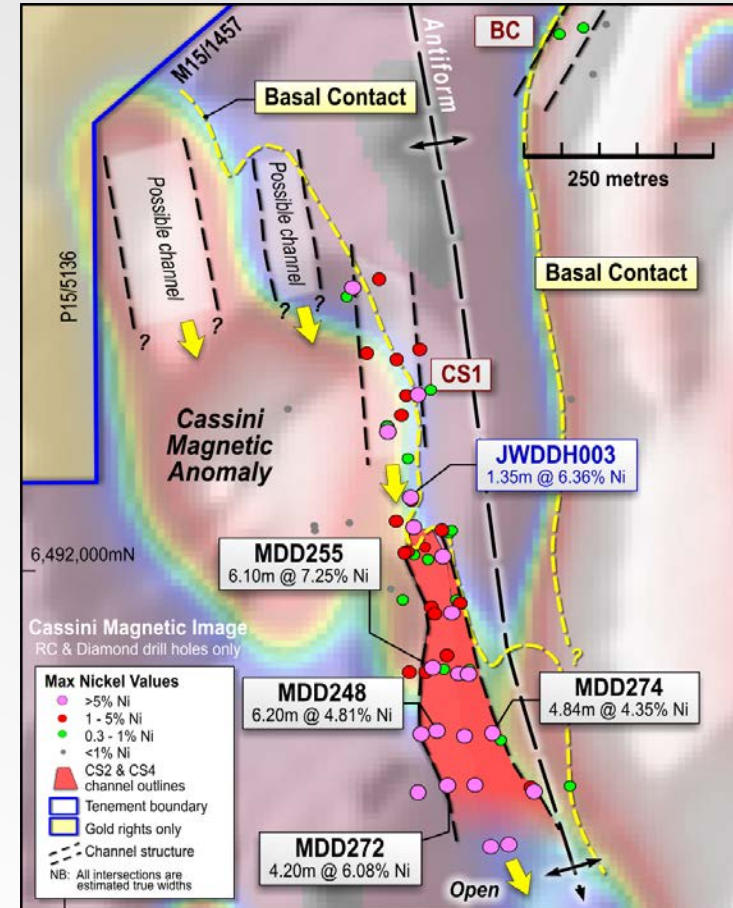 M15/1457
P15/5136
Antiform
BC
Basal Contact
250 metres
Possible channel
Possible channel
?
?
?
?
Basal Contact
CS1
Cassini
Magnetic
Anomaly
JWDDH003
1.35m @ 6.36% Ni
6,492,000mN
MDD255
6.10m @ 7.25% Ni
Cassini Magnetic Image
RC & Diamond drill holes only
?
MDD248
6.20m @ 4.81% Ni
MDD274
4.84m @ 4.35% Ni
MDD272
4.20m @ 6.08% Ni
Open
Max Nickel Values
>5% Ni
1 - 5% Ni
0.3 - 1% Ni
<1% Ni
CS2 & CS4
channel outlines
Tenement boundary
Gold rights only
Channel structure
NB: All intersections are
estimated true widths